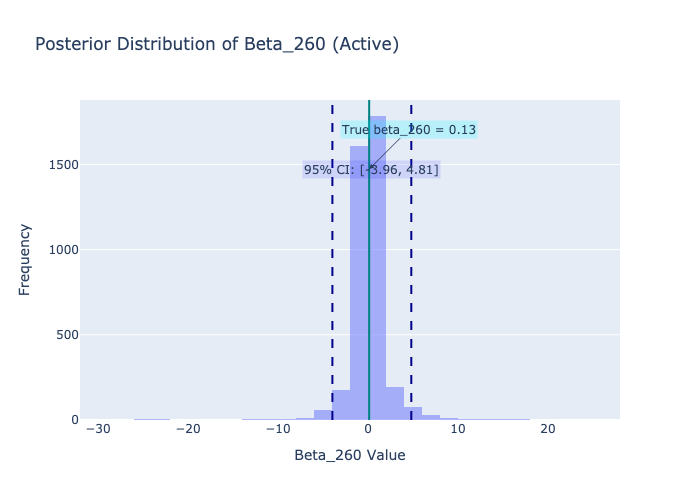 Posterior Distribution of Beta_260 (Active)
True beta_260 = 0.13
95% CI: [-3.96, 4.81]
1500
1000
500
0
Frequency
−30
−20
−10
0
10
20
Beta_260 Value